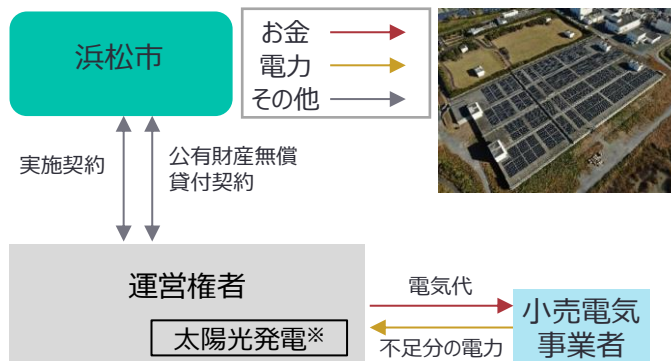 浜松市
お金
電力
その他
実施契約
公有財産無償
貸付契約
運営権者
太陽光発電※
電気代
不足分の電力
小売電気
事業者